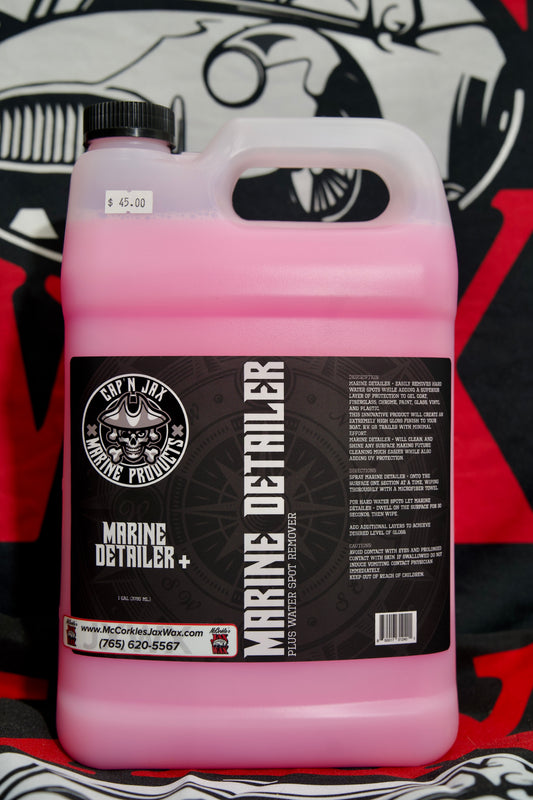 $ 45.00
CAP'N JAX
MARINE PRODUCTS
MARINE
DETAILER +
1 GAL (3785 ML)
www.McCorklesJaxWax.com
(765) 620-5567
MARINE DETAILER
PLUS WATER SPOT REMOVER
DESCRIPTION
MARINE DETAILER - EASILY REMOVES HARD
WATER SPOTS WHILE ADDING A SUPERIOR
LAYER OF PROTECTION TO GEL COAT,
FIBERGLASS, CHROME, PAINT, GLASS, VINYL
AND PLASTIC.
THIS INNOVATIVE PRODUCT WILL CREATE AN
EXTREMELY HIGH GLOSS FINISH TO YOUR
BOAT, RV OR TRAILER WITH MINIMAL
EFFORT.
MARINE DETAILER - WILL CLEAN AND
SHINE ANY SURFACE MAKING FUTURE
CLEANING MUCH EASIER WHILE ALSO
ADDING UV PROTECTION.
DIRECTIONS
SPRAY MARINE DETAILER - ONTO THE
SURFACE ONE SECTION AT A TIME, WIPING
THOROUGHLY WITH A MICROFIBER TOWEL
FOR HARD WATER SPOTS LET MARINE
DETAILER - DWELL ON THE SURFACE FOR 30
SECONDS, THEN WIPE.
ADD ADDITIONAL LAYERS TO ACHIEVE
DESIRED LEVEL OF GLOSS.
CAUTIONS
AVOID CONTACT WITH EYES AND PROLONGED
CONTACT WITH SKIN. IF SWALLOWED DO NOT
INDUCE VOMITING CONTACT PHYSICIAN
IMMEDIATELY.
KEEP OUT OF REACH OF CHILDREN.